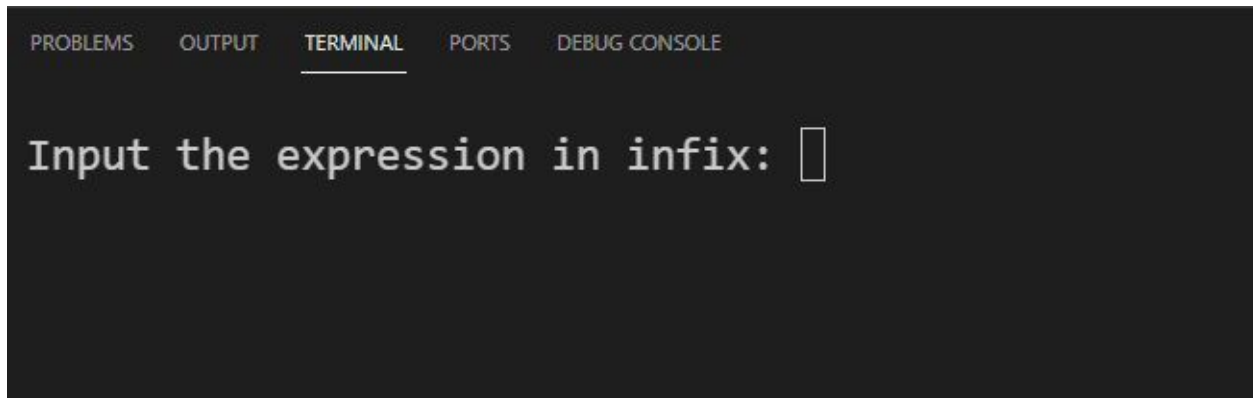 PROBLEMS OUTPUT TERMINAL PORTS DEBUG CONSOLE
Input the expression in infix: